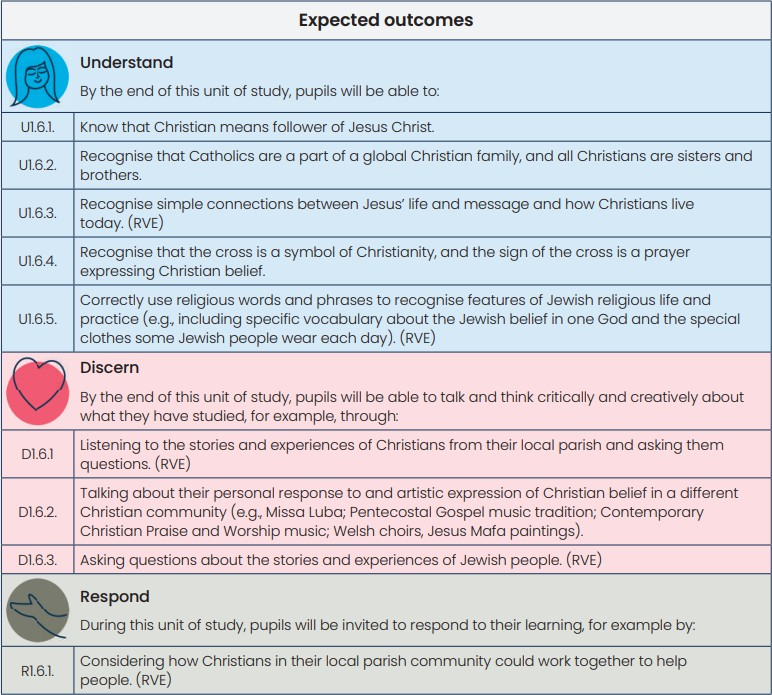 Expected outcomes
Understand
By the end of this unit of study, pupils will be able to:
U1.6.1. Know that Christian means follower of Jesus Christ.
U1.6.2. Recognise that Catholics are a part of a global Christian family, and all Christians are sisters and
brothers.
U1.6.3. Recognise simple connections between Jesus’ life and message and how Christians live
today. (RVE)
U1.6.4. Recognise that the cross is a symbol of Christianity, and the sign of the cross is a prayer
expressing Christian belief.
U1.6.5. Correctly use religious words and phrases to recognise features of Jewish religious life and
practice (e.g., including specific vocabulary about the Jewish belief in one God and the special
clothes some Jewish people wear each day). (RVE)
Discern
By the end of this unit of study, pupils will be able to talk and think critically and creatively about
what they have studied, for example, through:
D1.6.1 Listening to the stories and experiences of Christians from their local parish and asking them
questions. (RVE)
D1.6.2. Talking about their personal response to and artistic expression of Christian belief in a different
Christian community (e.g., Missa Luba; Pentecostal Gospel music tradition; Contemporary
Christian Praise and Worship music; Welsh choirs, Jesus Mafa paintings).
D1.6.3. Asking questions about the stories and experiences of Jewish people. (RVE)
Respond
During this unit of study, pupils will be invited to respond to their learning, for example by:
R1.6.1. Considering how Christians in their local parish community could work together to help
people. (RVE)